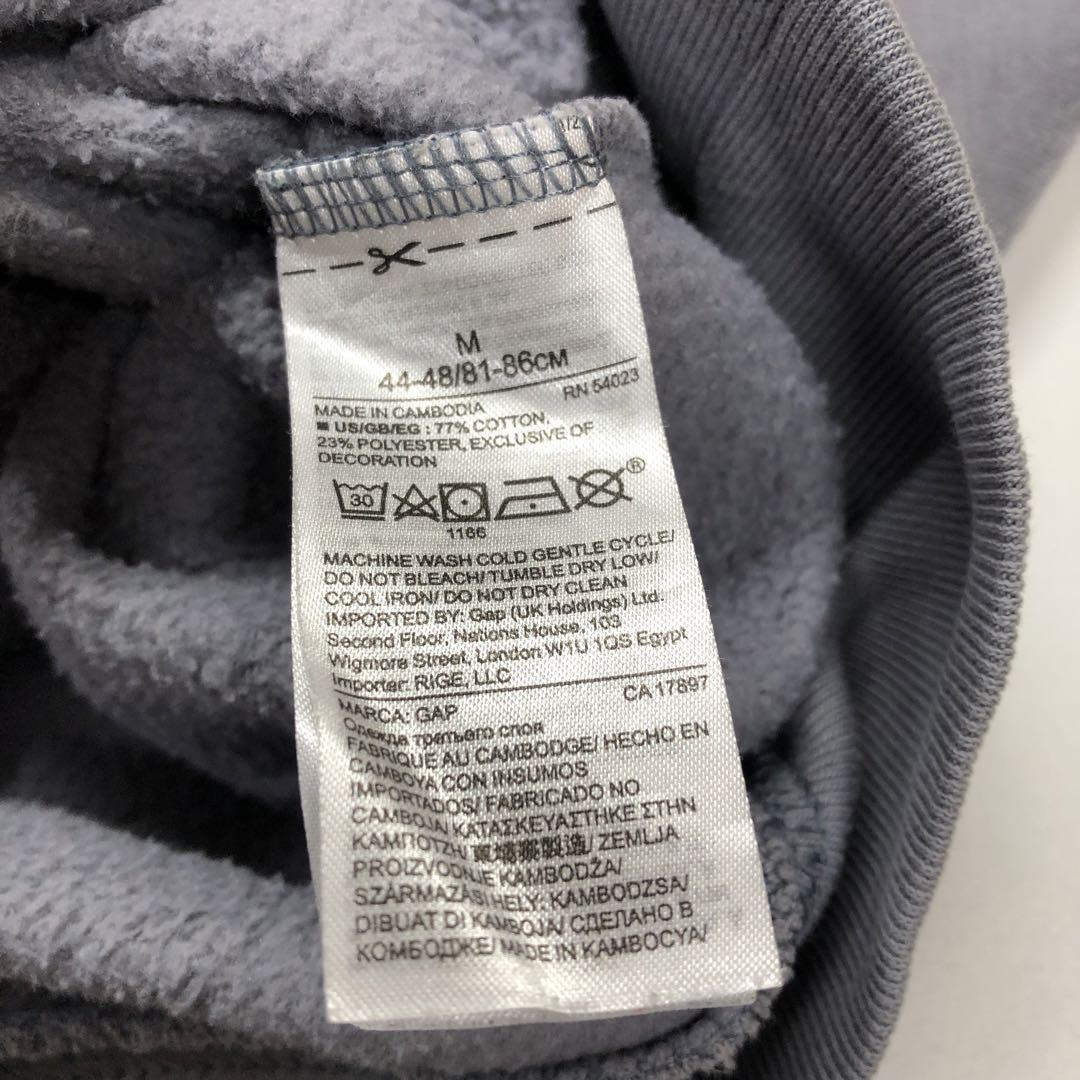 1/2
M
44-48/81-86CM
RN 54023
MADE IN CAMBODIA
■ US/GB/EG : 77% COTTON,
23% POLYESTER, EXCLUSIVE OF
DECORATION
30
®
1166
MACHINE WASH COLD GENTLE CYCLE/
DO NOT BLEACH/ TUMBLE DRY LOW/
COOL IRON/ DO NOT DRY CLEAN
IMPORTED BY: Gap (UK Holdings) Ltd.
Second Floor, Nations House, 103
Wigmore Street, London W1U 1QS Egypt
Importer: RIGE, LLC
CA 17897
MARCA: GAP
Одежда третьего слоя
FABRIQUE AU CAMBODGE/ HECHO EN
CAMBOYA CON INSUMOS
IMPORTADOS/ FABRICADO NO
CAMBOJA/ ΚΑΤΑΣΚΕΥΑΣΤΗΚΕ ΣΤΗΝ
ΚΑΜΠΟΤΖΗ/ 柬埔寨製造/ ZEMLJA
PROIZVODNJE KAMBODŽA/
SZÁRMAZÁSI HELY: KAMBODZSA/
DIBUAT DI KAMBOJA/ СДЕЛАНО В
КОМБОДЖЕ/ MADE IN KAMBOCYA/